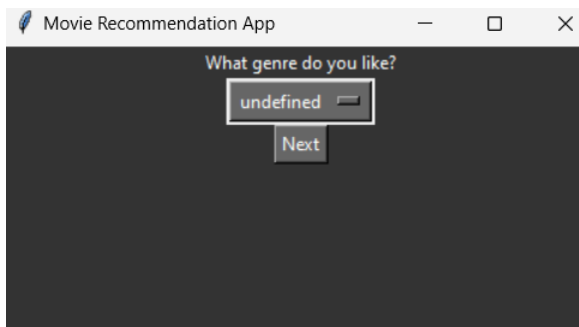 Movie Recommendation App
What genre do you like?
undefined
Next